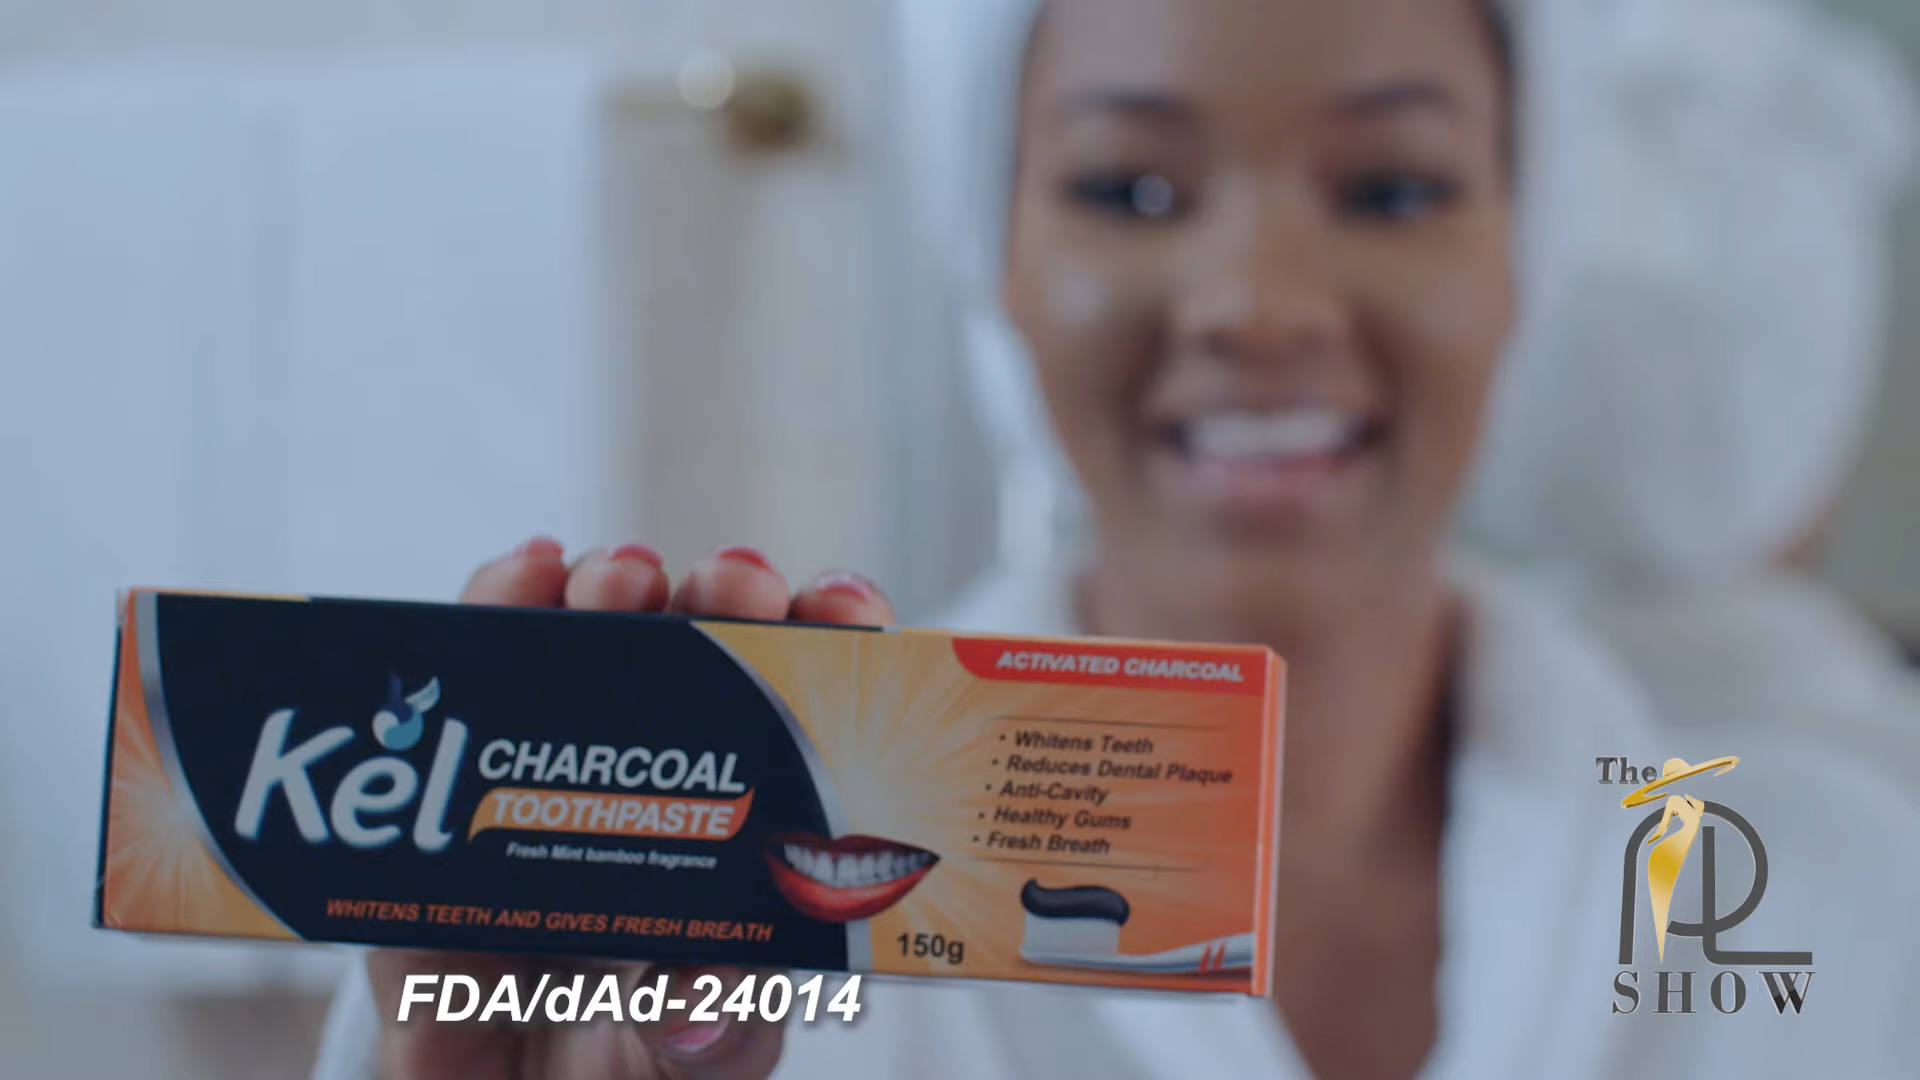 ACTIVATED CHARCOAL
Kel CHARCOAL
TOOTHPASTE
Fresh Mint bamboo fragrance
WHITENS TEETH AND GIVES FRESH BREATH
• Whitens Teeth
• Reduces Dental Plaque
• Anti-Cavity
• Healthy Gums
• Fresh Breath
150g
FDA/dAd-24014
The
PL
SHOW